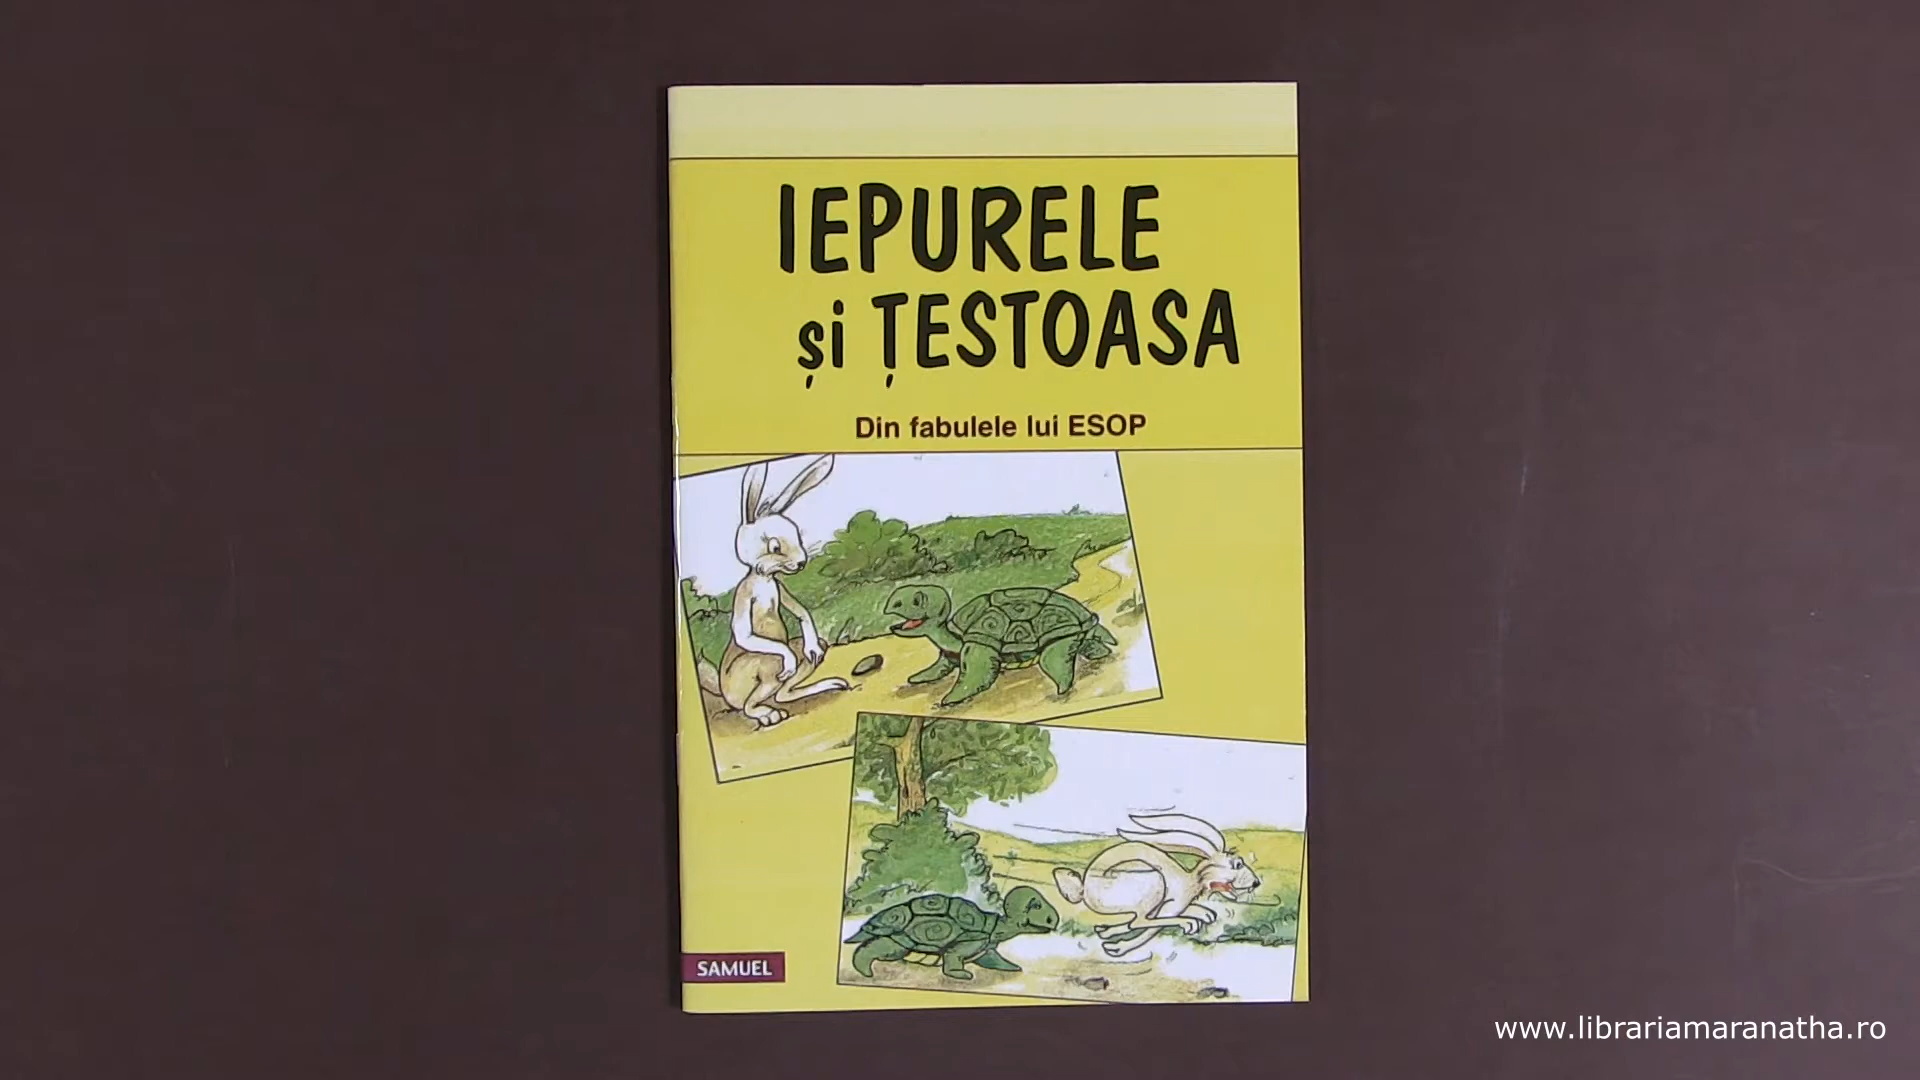 IEPURELE
și ȚESTOASA
Din fabulele lui ESOP
SAMUEL
www.librariamaranatha.ro